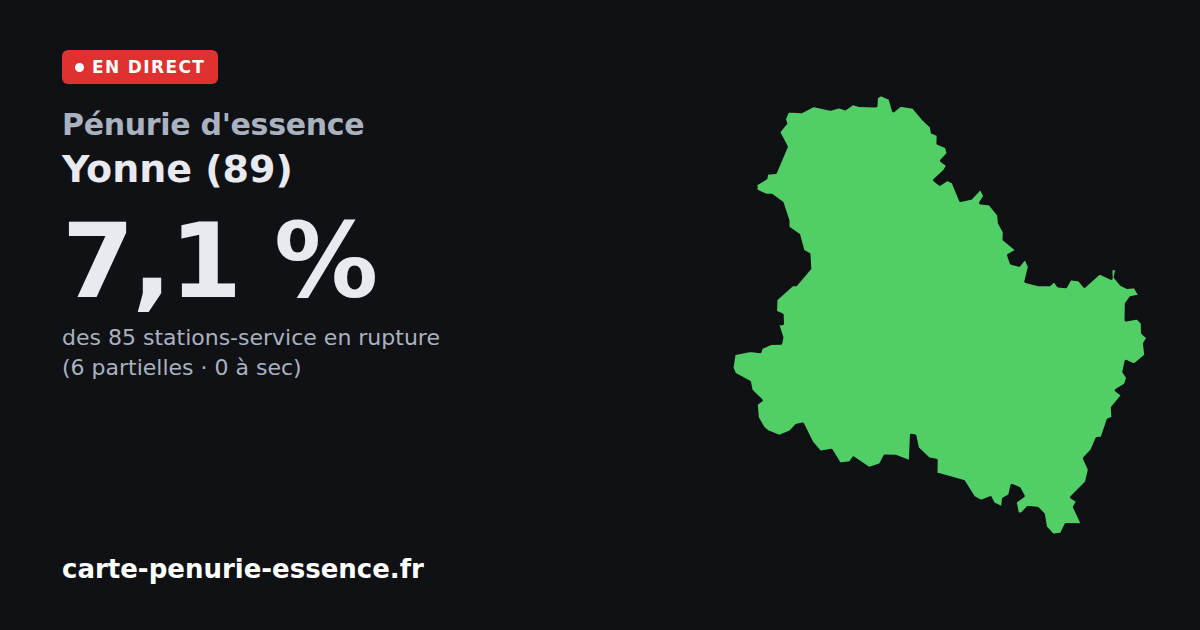 EN DIRECT
Pénurie d'essence
Yonne (89)
7,1 %
des 85 stations-service en rupture
(6 partielles · 0 à sec)
carte-penurie-essence.fr